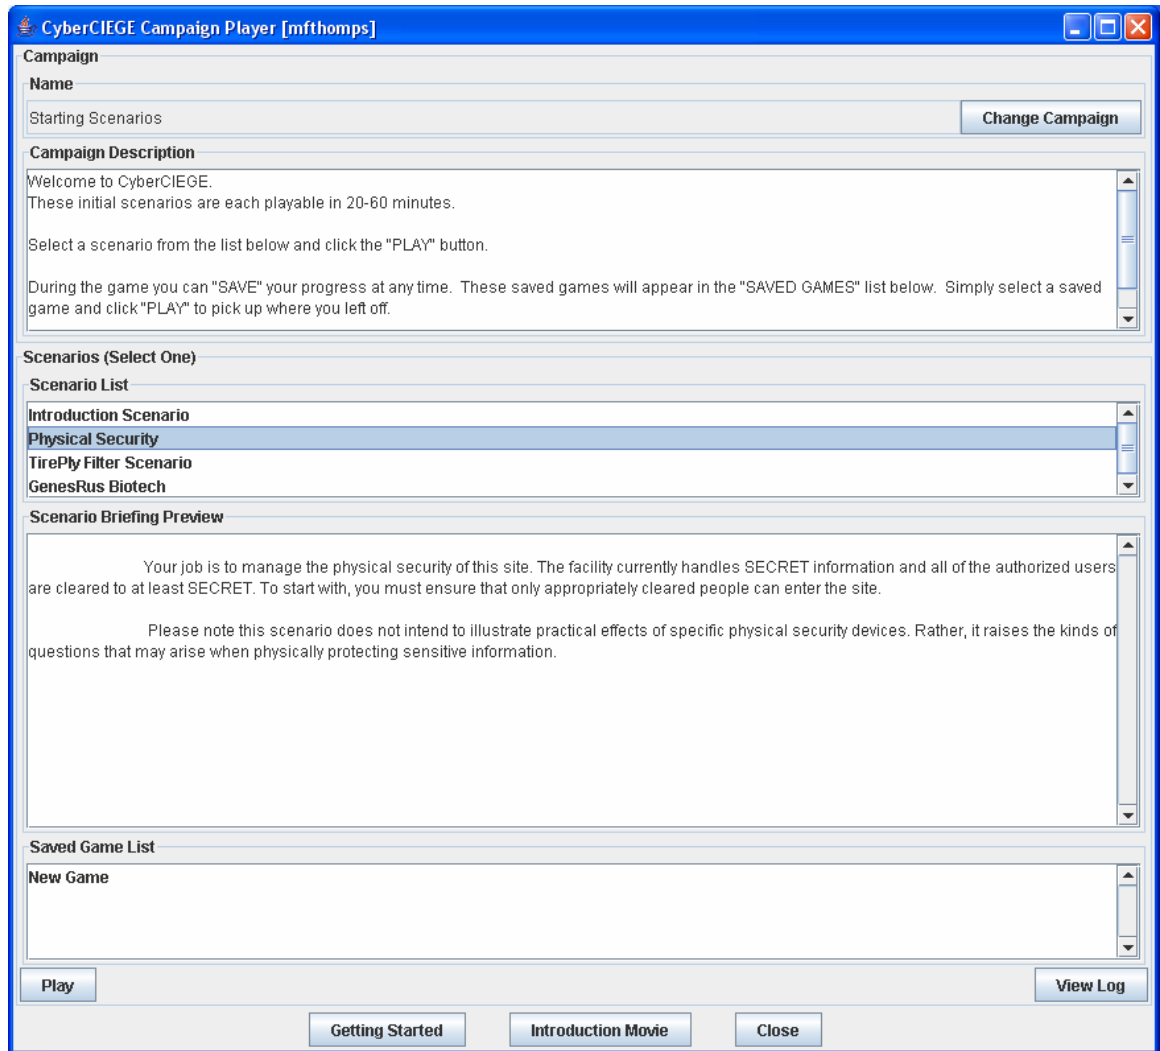 CyberCIEGE Campaign Player [mfthomps]
Campaign
Name
Starting Scenarios
Change Campaign
Campaign Description
Welcome to CyberCIEGE.
These initial scenarios are each playable in 20-60 minutes.
Select a scenario from the list below and click the "PLAY" button.
During the game you can "SAVE" your progress at any time.  These saved games will appear in the "SAVED GAMES" list below.  Simply select a saved
game and click "PLAY" to pick up where you left off.
Scenarios (Select One)
Scenario List
Introduction Scenario
Physical Security
TirePly Filter Scenario
GenesRus Biotech
Scenario Briefing Preview
Your job is to manage the physical security of this site. The facility currently handles SECRET information and all of the authorized users
are cleared to at least SECRET. To start with, you must ensure that only appropriately cleared people can enter the site.
Please note this scenario does not intend to illustrate practical effects of specific physical security devices. Rather, it raises the kinds of
questions that may arise when physically protecting sensitive information.
Saved Game List
New Game
Play
View Log
Getting Started
Introduction Movie
Close